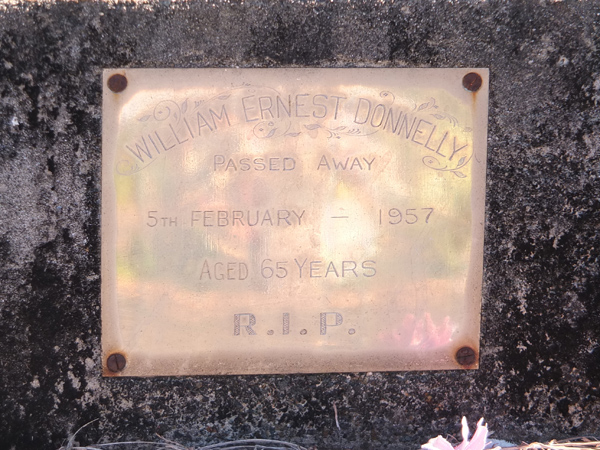 WILLIAM ERNEST DONNELLY
PASSED AWAY
5TH FEBRUARY — 1957
AGED 65 YEARS
R.I.P.